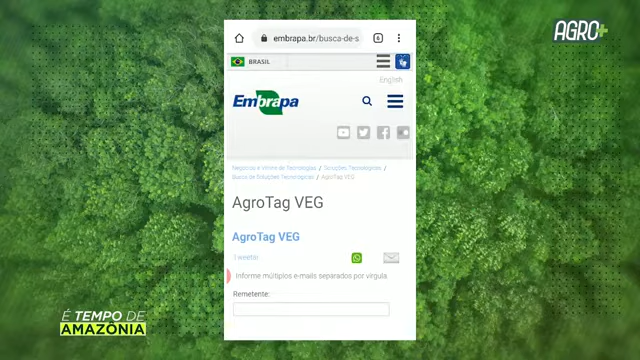 AGRO+
embrapa.br/busca-de-s
6
BRASIL
English
Embrapa
Negócios e Vitrine de Tecnologias / Soluções Tecnológicas /
Busca de Soluções Tecnológicas / AgroTag VEG
AgroTag VEG
AgroTag VEG
Tweetar
Informe múltiplos e-mails separados por vírgula.
Remetente:
É TEMPO DE
AMAZÔNIA